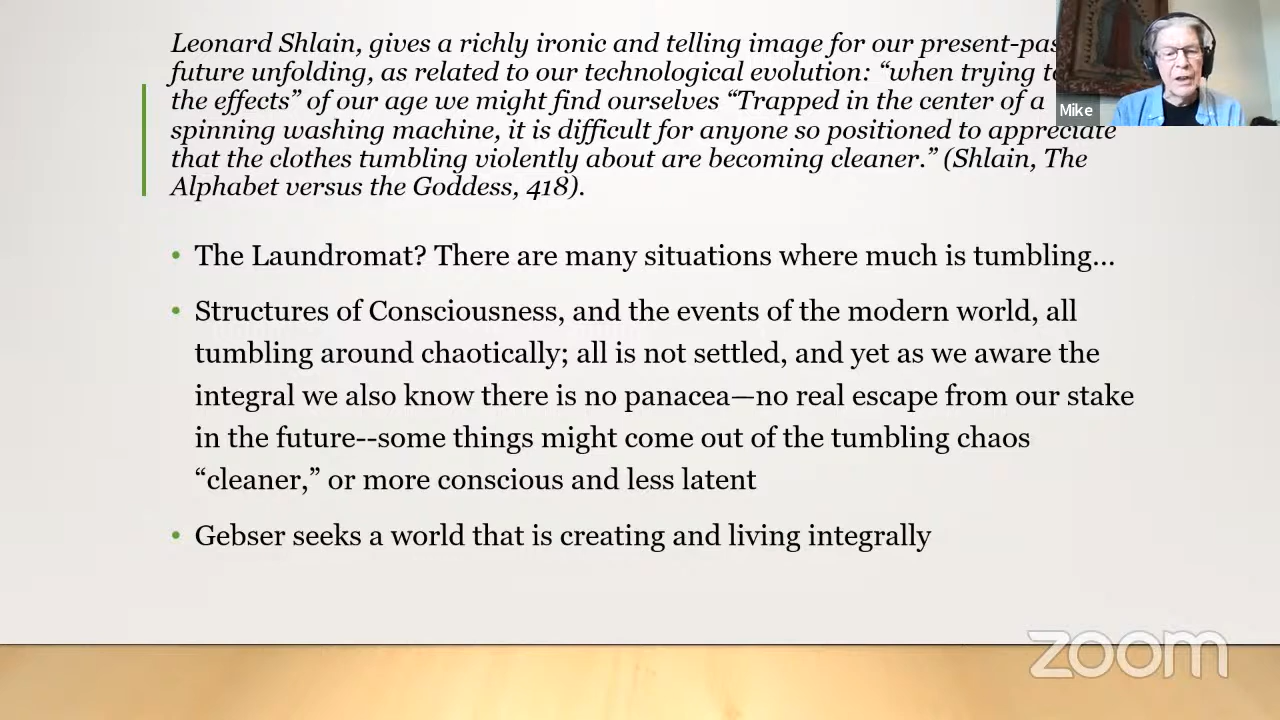 Leonard Shlain, gives a richly ironic and telling image for our present-pas
future unfolding, as related to our technological evolution: “when trying to
the effects” of our age we might find ourselves “Trapped in the center of a
spinning washing machine, it is difficult for anyone so positioned to appreciate
that the clothes tumbling violently about are becoming cleaner.” (Shlain, The
Alphabet versus the Goddess, 418).
Mike
• The Laundromat? There are many situations where much is tumbling...
• Structures of Consciousness, and the events of the modern world, all
tumbling around chaotically; all is not settled, and yet as we aware the
integral we also know there is no panacea—no real escape from our stake
in the future--some things might come out of the tumbling chaos
“cleaner,” or more conscious and less latent
• Gebser seeks a world that is creating and living integrally
zoom